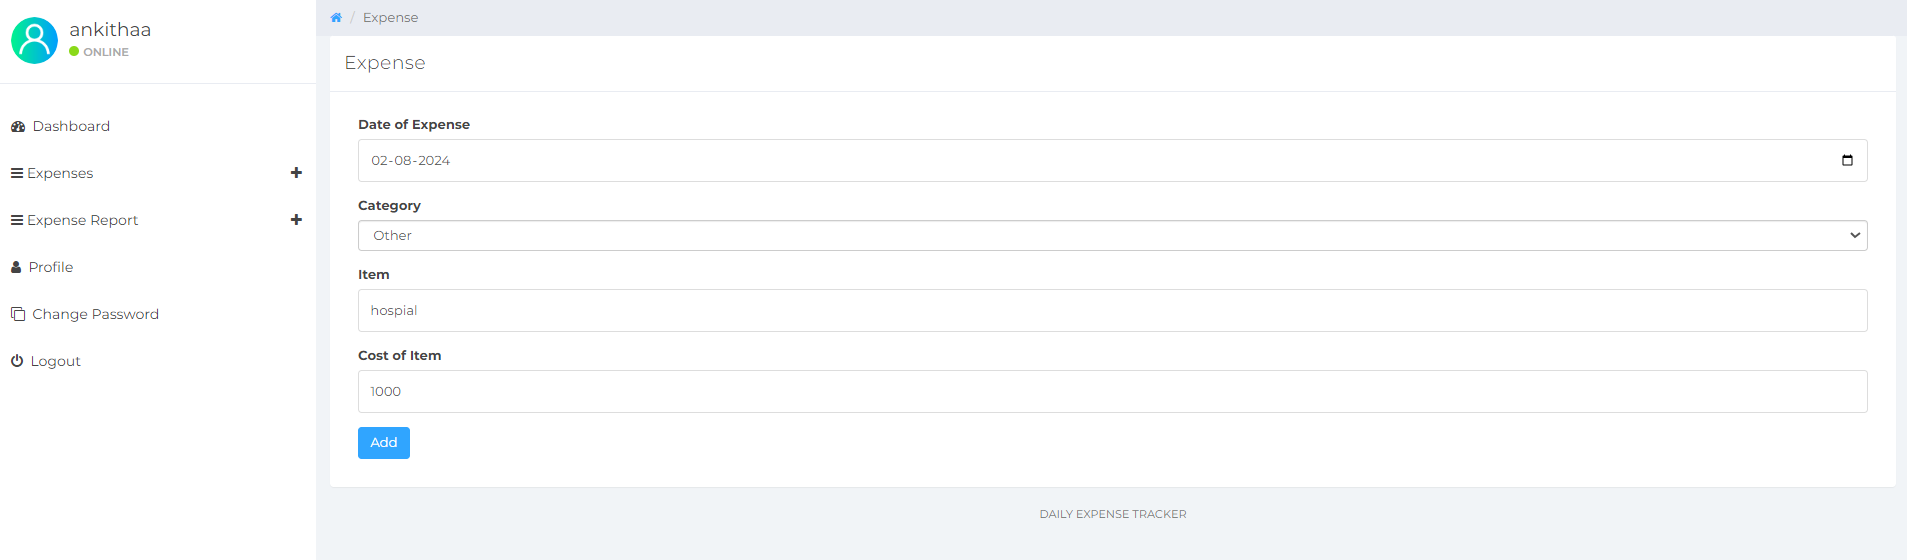 ankithaa
ONLINE
Dashboard
Expenses
Expense Report
Profile
Change Password
Logout
/ Expense
Expense
Date of Expense
02-08-2024
Category
Other
Item
hospial
Cost of Item
1000
Add
DAILY EXPENSE TRACKER